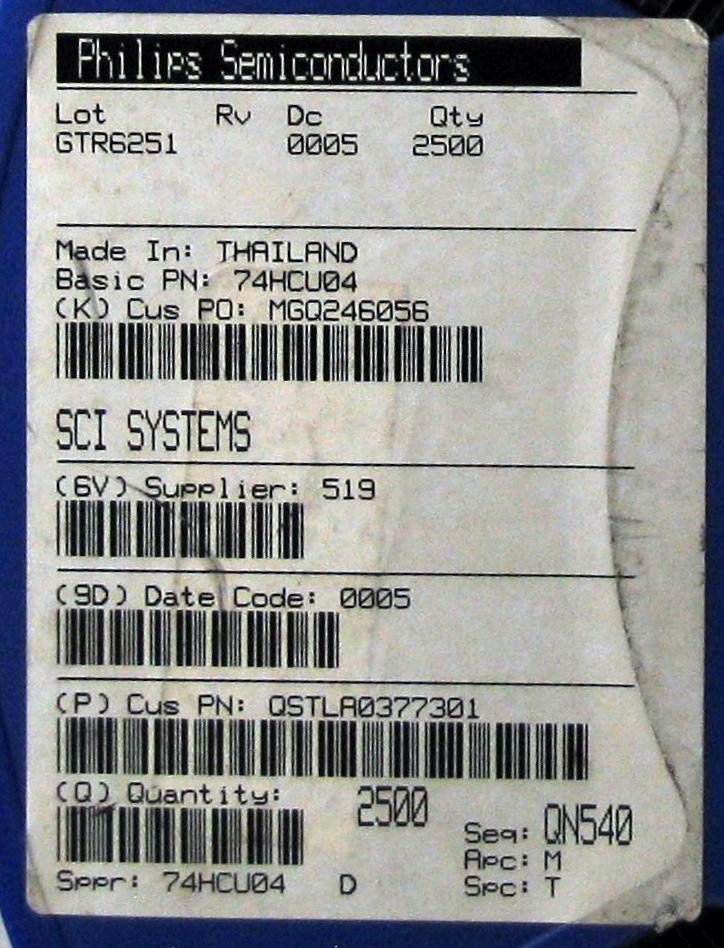 Philips Semiconductors
Lot Rv Dc Qty
GTR6251 0005 2500
Made In: THAILAND
Basic PN: 74HCU04
(K) Cus PO: MGQ246056
SCI SYSTEMS
(6V) Supplier: 519
(9D) Date Code: 0005
(P) Cus PN: QSTLA0377301
(Q) Quantity: 2500
Seq: QN540
Apc: M
Sppr: 74HCU04 D Spc: T